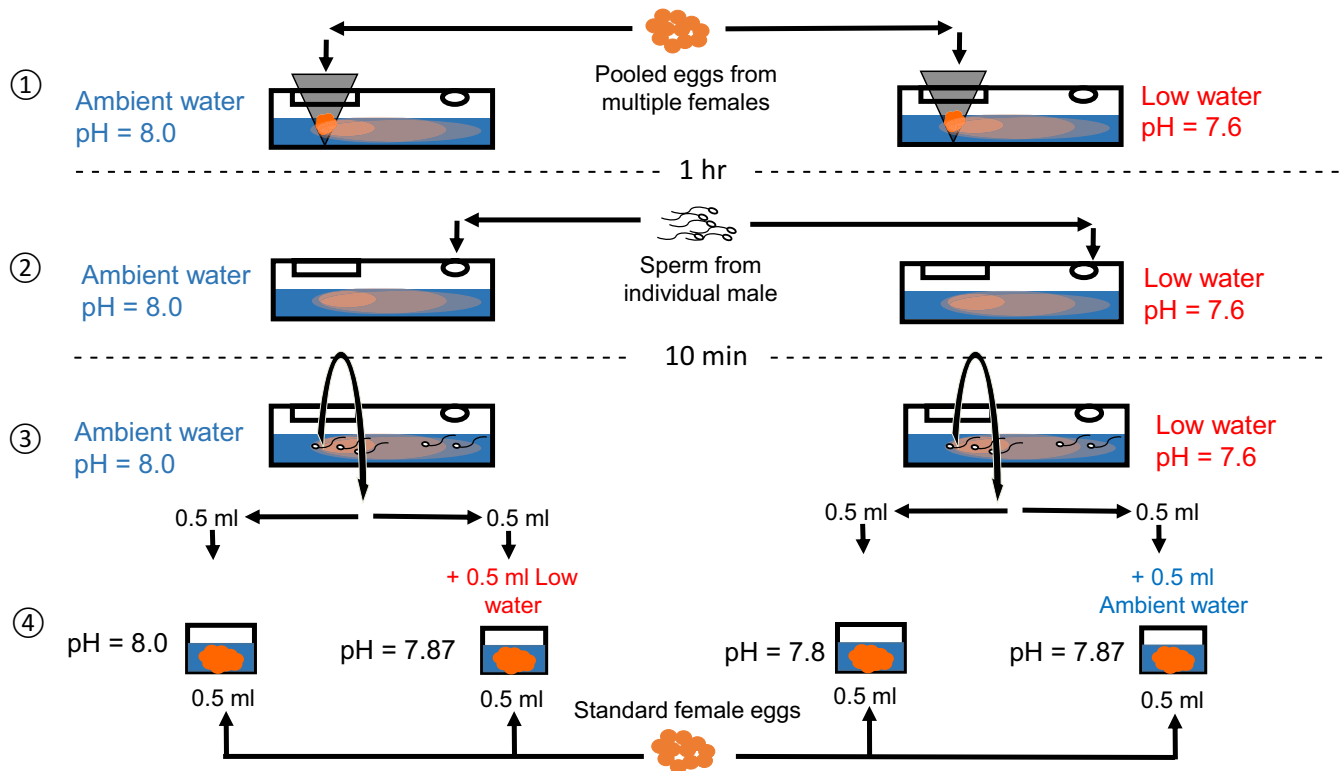 ①
Pooled eggs from
multiple females
Ambient water
pH = 8.0
Low water
pH = 7.6
1 hr
②
Sperm from
individual male
Ambient water
pH = 8.0
Low water
pH = 7.6
10 min
③
Ambient water
pH = 8.0
Low water
pH = 7.6
0.5 ml
0.5 ml
0.5 ml
0.5 ml
+ 0.5 ml Low
water
+ 0.5 ml
Ambient water
④
pH = 8.0
pH = 7.87
pH = 7.8
pH = 7.87
0.5 ml
0.5 ml
0.5 ml
0.5 ml
Standard female eggs